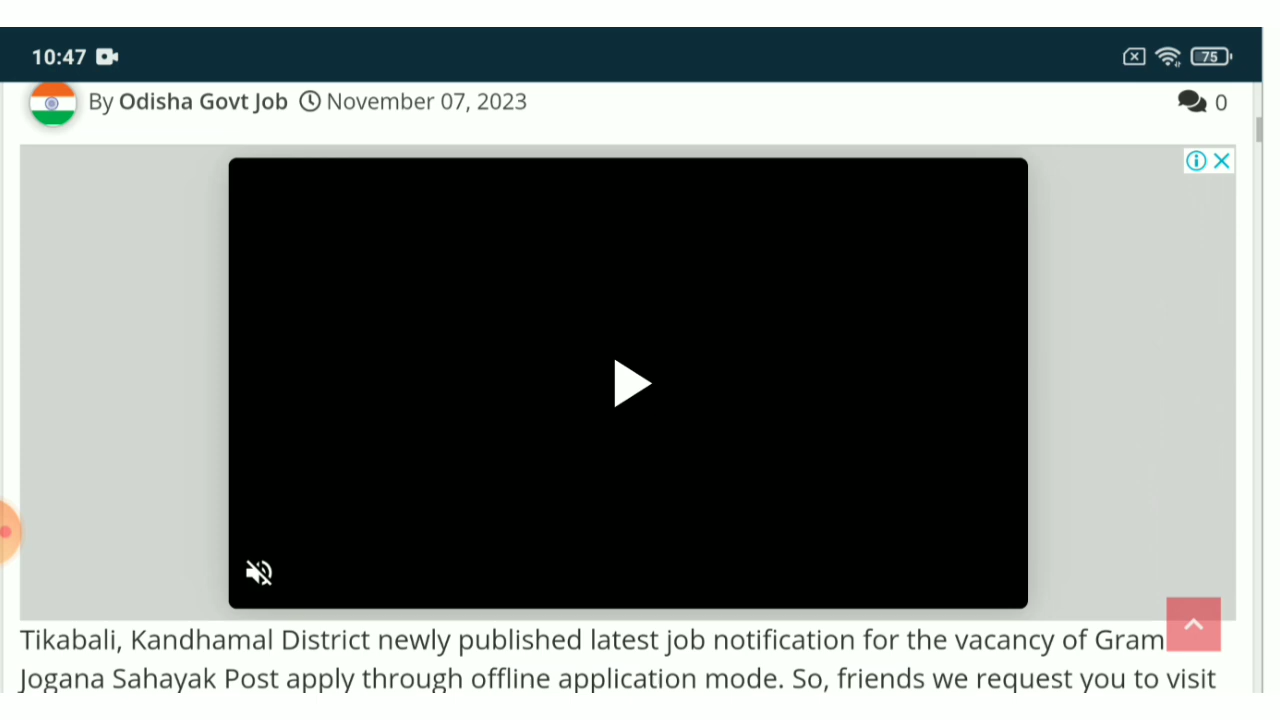 10:47 75
By Odisha Govt Job November 07, 2023 0
Tikabali, Kandhamal District newly published latest job notification for the vacancy of Gram
Jogana Sahayak Post apply through offline application mode. So, friends we request you to visit